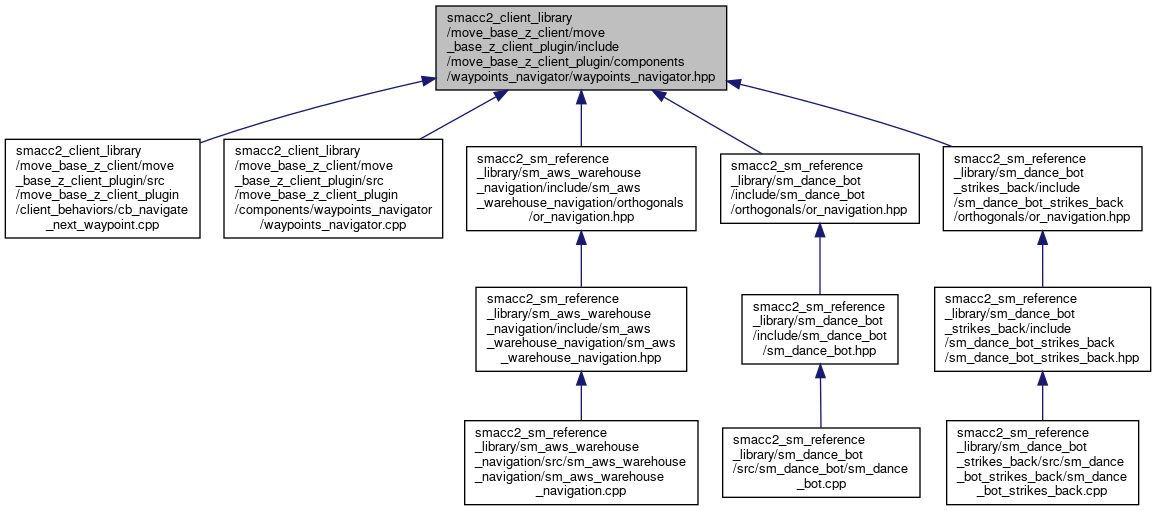 smacc2_client_library
/move_base_z_client/move
_base_z_client_plugin/include
/move_base_z_client_plugin/components
/waypoints_navigator/waypoints_navigator.hpp
smacc2_client_library
/move_base_z_client/move
_base_z_client_plugin/src
/move_base_z_client_plugin
/client_behaviors/cb_navigate
_next_waypoint.cpp
smacc2_client_library
/move_base_z_client/move
_base_z_client_plugin/src
/move_base_z_client_plugin
/components/waypoints_navigator
/waypoints_navigator.cpp
smacc2_sm_reference
_library/sm_aws_warehouse
_navigation/include/sm_aws
_warehouse_navigation/orthogonals
/or_navigation.hpp
smacc2_sm_reference
_library/sm_dance_bot
/include/sm_dance_bot
/orthogonals/or_navigation.hpp
smacc2_sm_reference
_library/sm_dance_bot
_strikes_back/include
/sm_dance_bot_strikes_back
/orthogonals/or_navigation.hpp
smacc2_sm_reference
_library/sm_aws_warehouse
_navigation/include/sm_aws
_warehouse_navigation/sm_aws
_warehouse_navigation.hpp
smacc2_sm_reference
_library/sm_dance_bot
/include/sm_dance_bot
/sm_dance_bot.hpp
smacc2_sm_reference
_library/sm_dance_bot
_strikes_back/include
/sm_dance_bot_strikes_back
/sm_dance_bot_strikes_back.hpp
smacc2_sm_reference
_library/sm_aws_warehouse
_navigation/src/sm_aws_warehouse
_navigation/sm_aws_warehouse
_navigation.cpp
smacc2_sm_reference
_library/sm_dance_bot
/src/sm_dance_bot/sm_dance
_bot.cpp
smacc2_sm_reference
_library/sm_dance_bot
_strikes_back/src/sm_dance
_bot_strikes_back/sm_dance
_bot_strikes_back.cpp